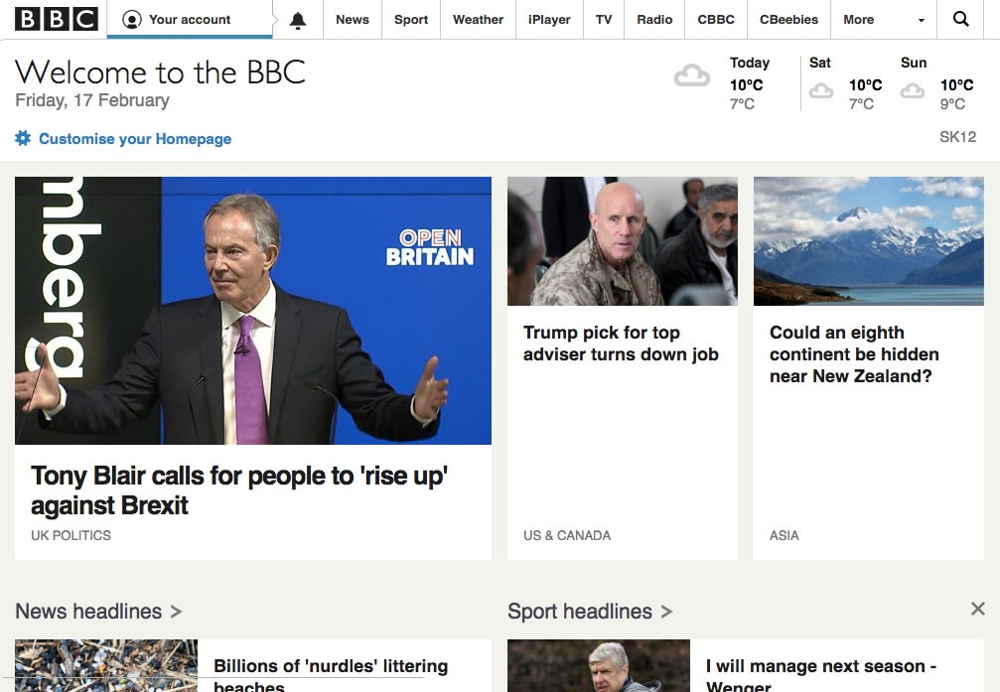 BBC
Your account
News
Sport
Weather
iPlayer
TV
Radio
CBBC
CBeebies
More
Welcome to the BBC
Friday, 17 February
Customise your Homepage
Today
10°C
7°C
Sat
10°C
7°C
Sun
10°C
9°C
SK12
mberg
OPEN
BRITAIN
Tony Blair calls for people to 'rise up'
against Brexit
UK POLITICS
Trump pick for top
adviser turns down job
US & CANADA
Could an eighth
continent be hidden
near New Zealand?
ASIA
News headlines >
Sport headlines >
Billions of 'nurdles' littering
beaches
I will manage next season -
Wenger